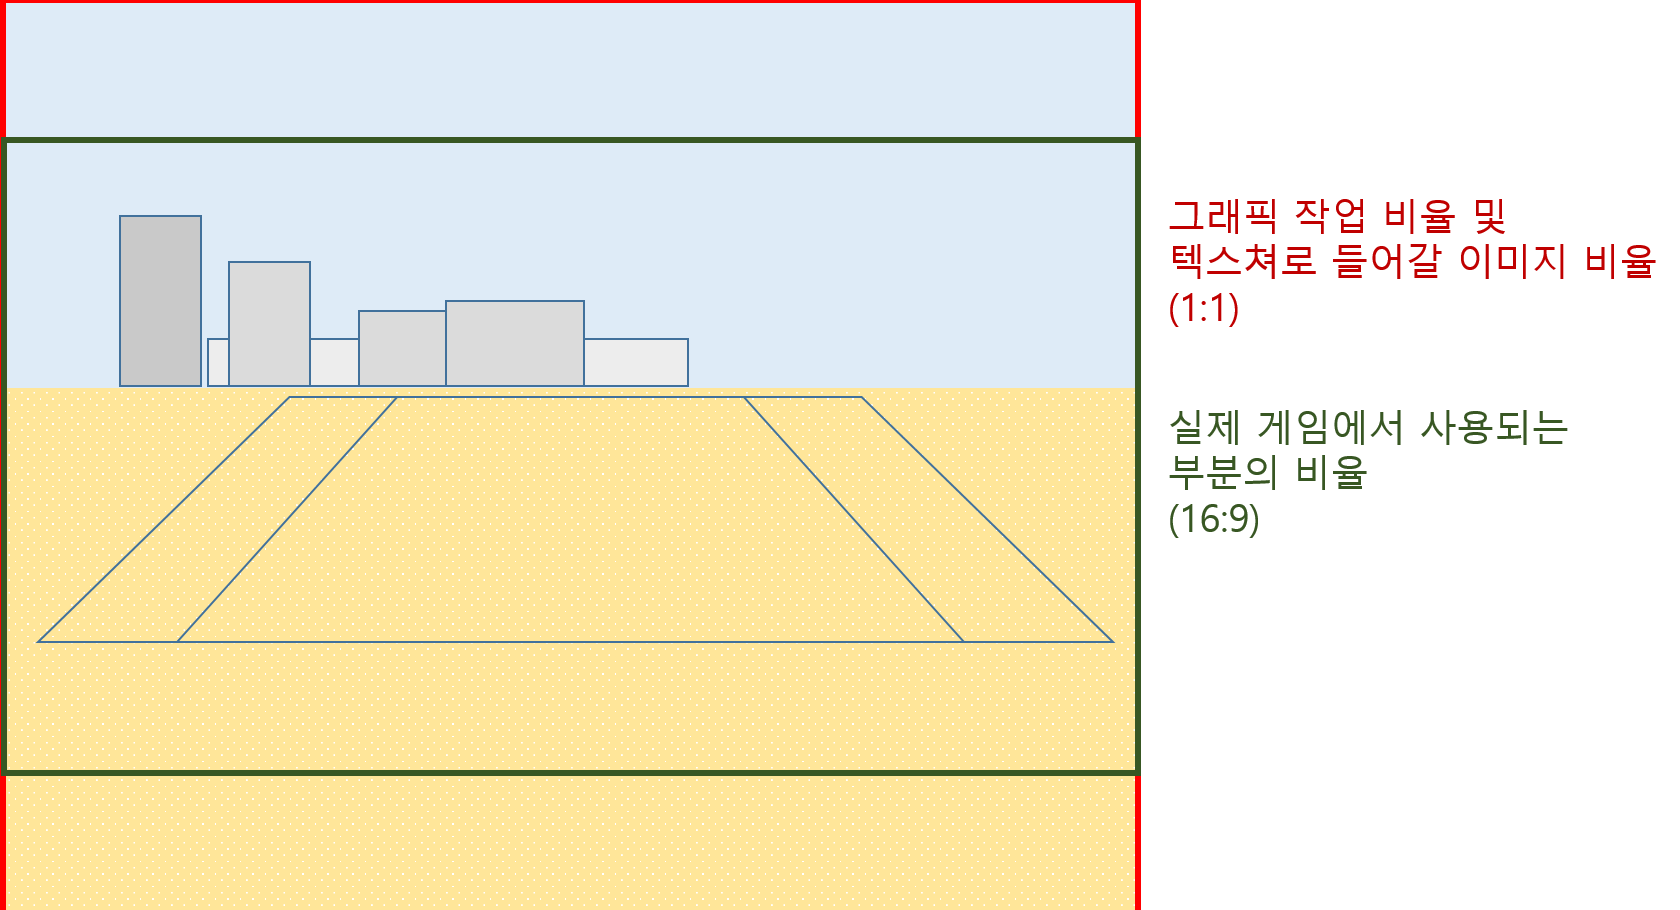 그래픽 작업 비율 및
텍스쳐로 들어갈 이미지 비율
(1:1)
실제 게임에서 사용되는
부분의 비율
(16:9)